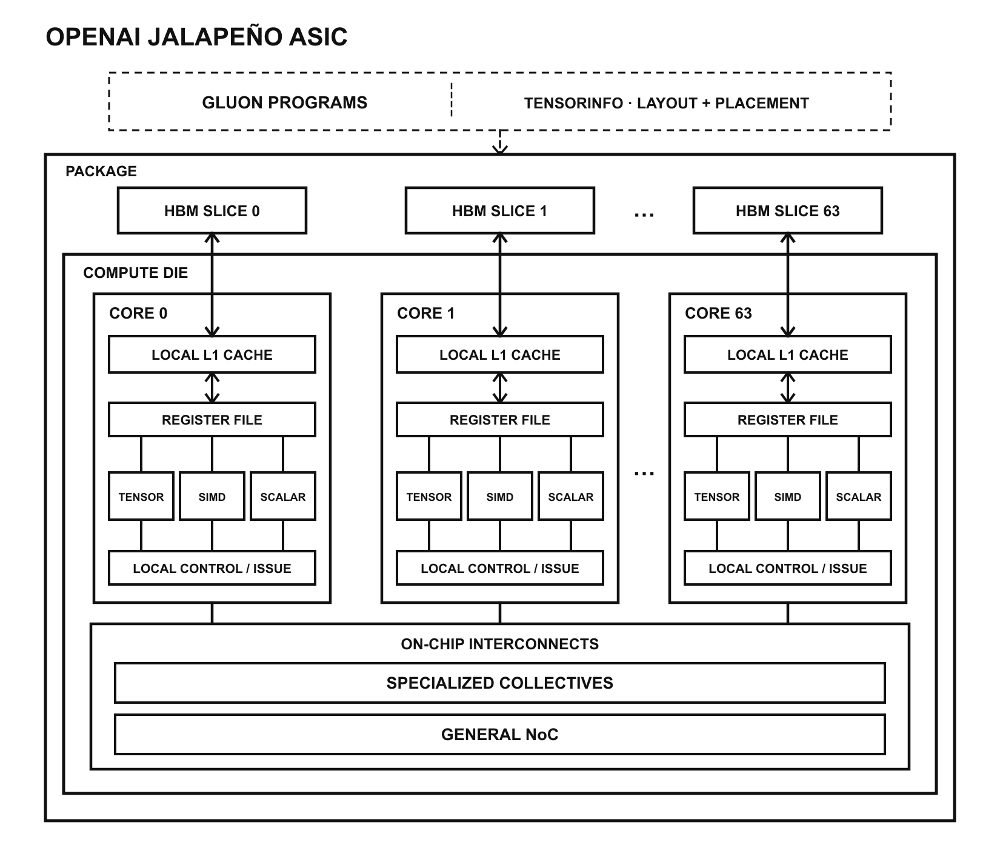 OPENAI JALAPEÑO ASIC
GLUON PROGRAMS
TENSORINFO · LAYOUT + PLACEMENT
PACKAGE
HBM SLICE 0
HBM SLICE 1
...
HBM SLICE 63
COMPUTE DIE
CORE 0
LOCAL L1 CACHE
REGISTER FILE
TENSOR
SIMD
SCALAR
LOCAL CONTROL / ISSUE
CORE 1
LOCAL L1 CACHE
REGISTER FILE
TENSOR
SIMD
SCALAR
LOCAL CONTROL / ISSUE
...
CORE 63
LOCAL L1 CACHE
REGISTER FILE
TENSOR
SIMD
SCALAR
LOCAL CONTROL / ISSUE
ON-CHIP INTERCONNECTS
SPECIALIZED COLLECTIVES
GENERAL NoC